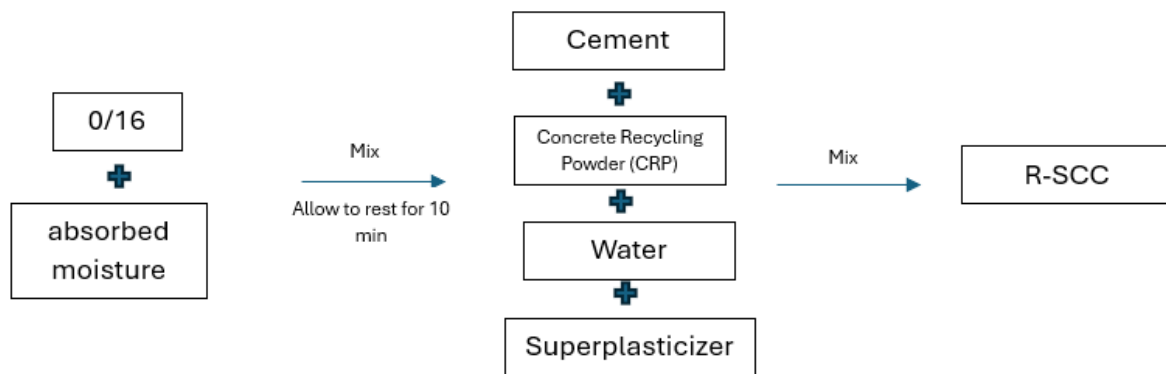 0/16
absorbed
moisture
Mix
Allow to rest for 10
min
Cement
Concrete Recycling
Powder (CRP)
Water
Superplasticizer
Mix
R-SCC